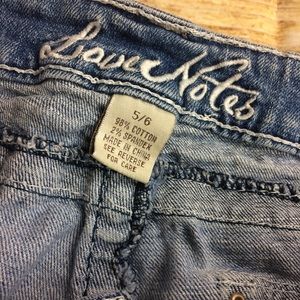 Love Notes
5/6
98% COTTON
2% SPANDEX
MADE IN CHINA
SEE REVERSE
FOR CARE